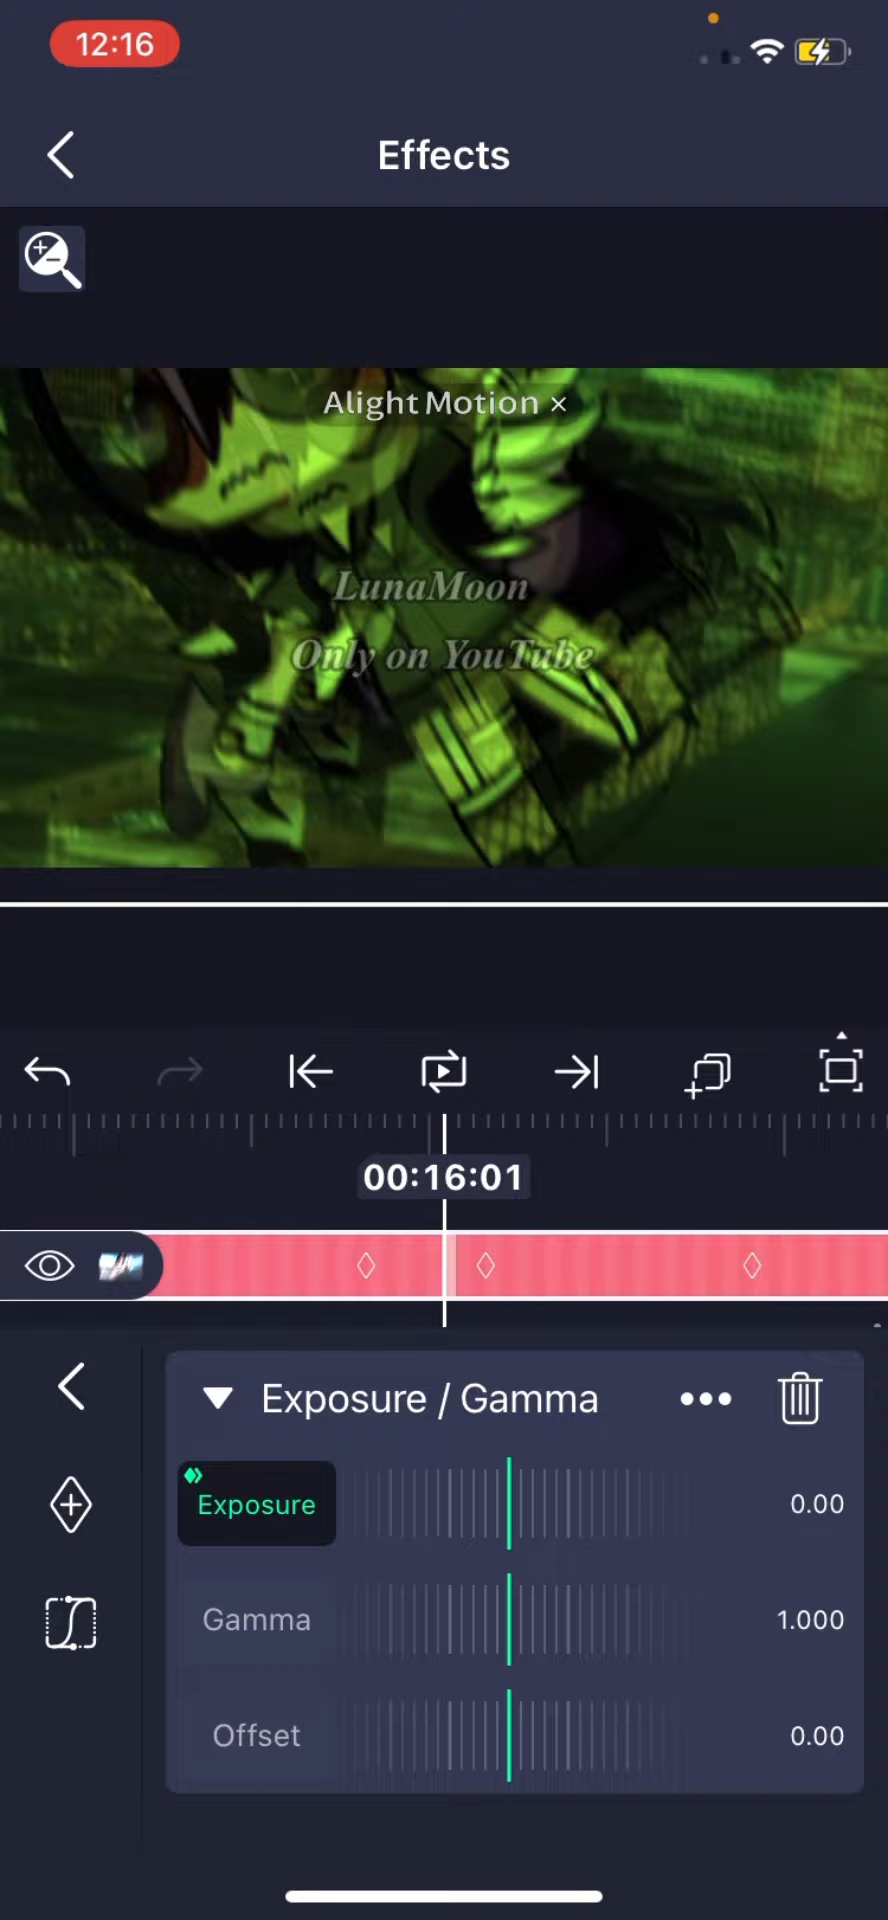 12:16
Effects
Alight Motion ×
LunaMoon
Only on YouTube
00:16:01
Exposure / Gamma
Exposure
0.00
Gamma
1.000
Offset
0.00